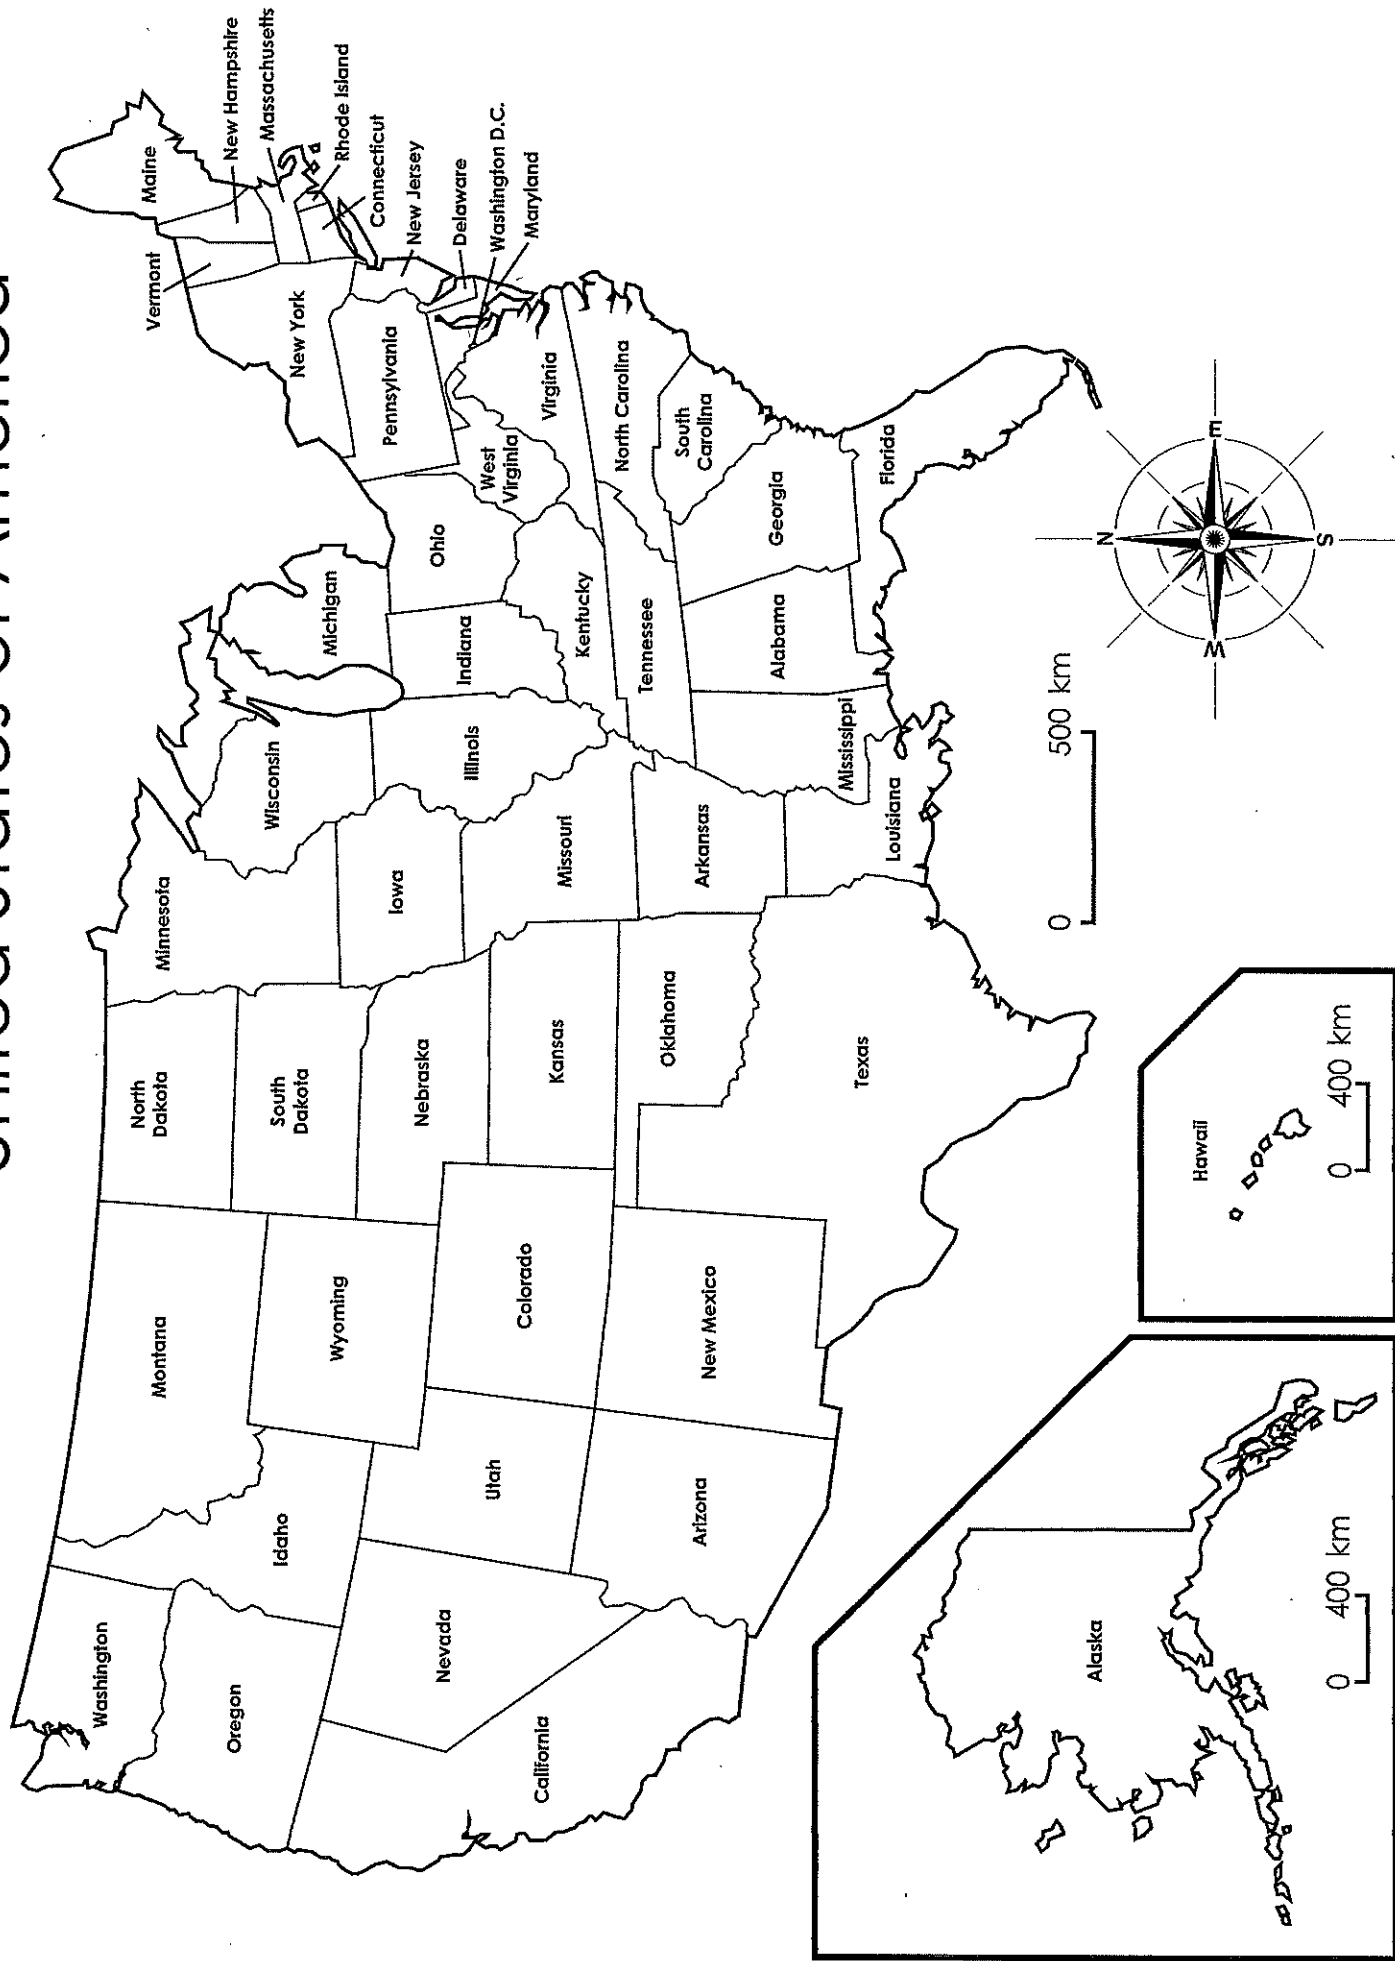 United States of America
Washington
Oregon
California
Nevada
Idaho
Montana
Wyoming
Utah
Arizona
Colorado
New Mexico
North
Dakota
South
Dakota
Nebraska
Kansas
Oklahoma
Texas
Minnesota
Iowa
Missouri
Arkansas
Louisiana
Wisconsin
Illinois
Mississippi
Michigan
Indiana
Kentucky
Tennessee
Alabama
Ohio
West
Virginia
Georgia
Florida
South
Carolina
North Carolina
Virginia
Pennsylvania
New York
Vermont
Maine
New Hampshire
Massachusetts
Rhode Island
Connecticut
New Jersey
Delaware
Washington D.C.
Maryland
Alaska
0 400 km
Hawaii
0 400 km
0 500 km
N
W E
S